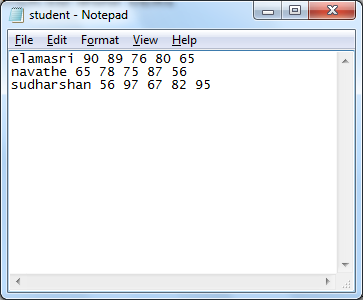 student - Notepad
File Edit Format View Help
elamasri 90 89 76 80 65
navathe 65 78 75 87 56
sudharshan 56 97 67 82 95